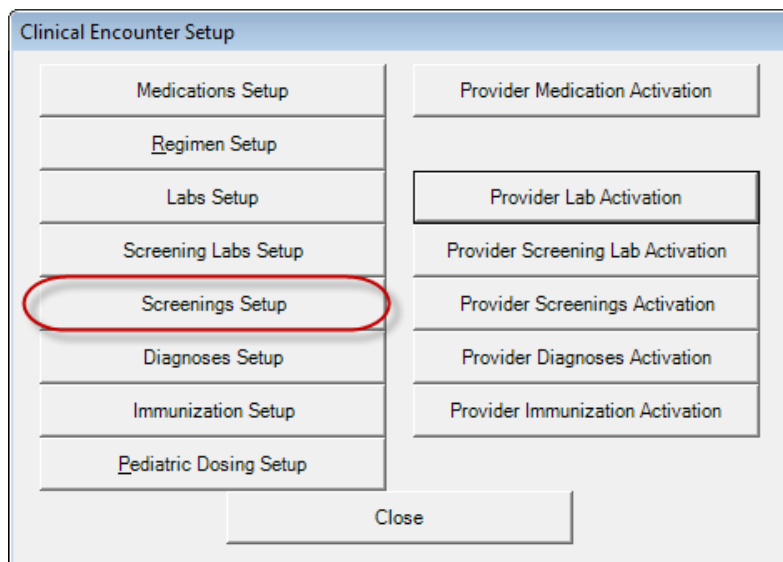 Clinical Encounter Setup
Medications Setup
Provider Medication Activation
Regimen Setup
Labs Setup
Provider Lab Activation
Screening Labs Setup
Provider Screening Lab Activation
Screenings Setup
Provider Screenings Activation
Diagnoses Setup
Provider Diagnoses Activation
Immunization Setup
Provider Immunization Activation
Pediatric Dosing Setup
Close